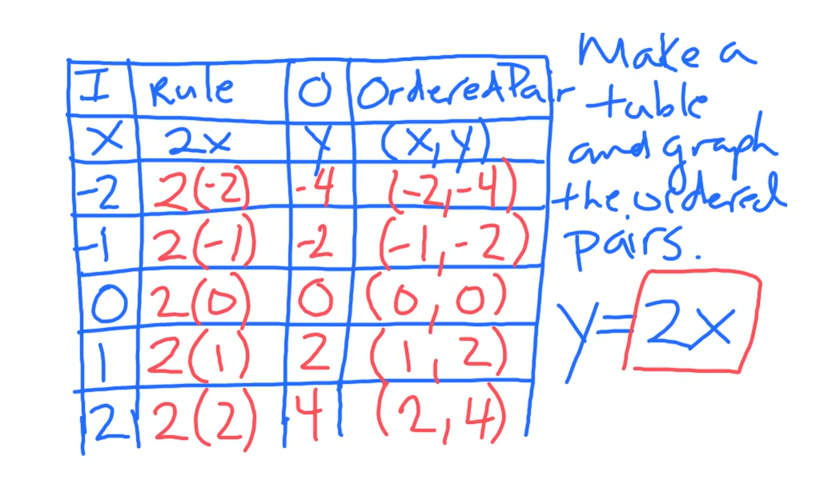 I Rule O Ordered Pair
X 2x y (x,y)
-2 2(-2) -4 (-2,-4)
-1 2(-1) -2 (-1,-2)
0 2(0) 0 (0,0)
1 2(1) 2 (1,2)
2 2(2) 4 (2,4)
Make a
table
and graph
the ordered
pairs.
y=2x